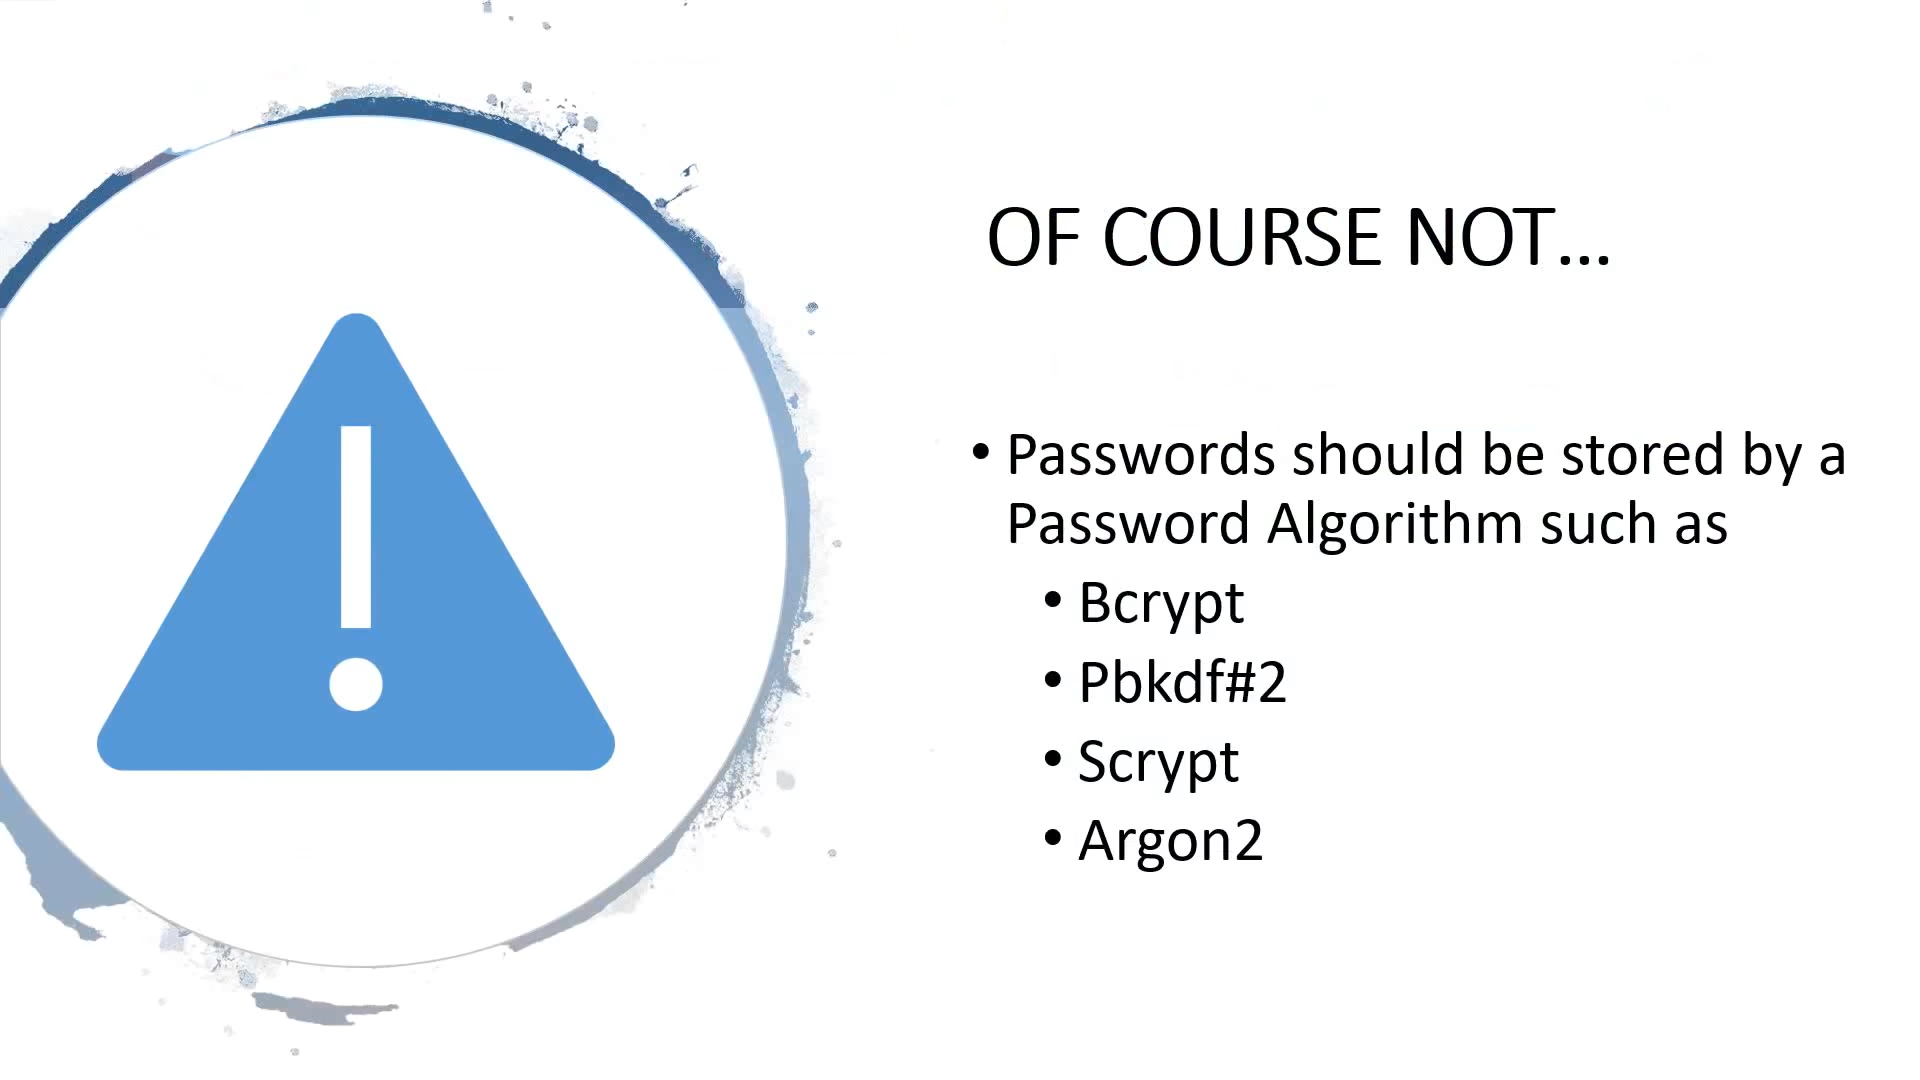 OF COURSE NOT...
• Passwords should be stored by a
Password Algorithm such as
• Bcrypt
• Pbkdf#2
• Scrypt
• Argon2